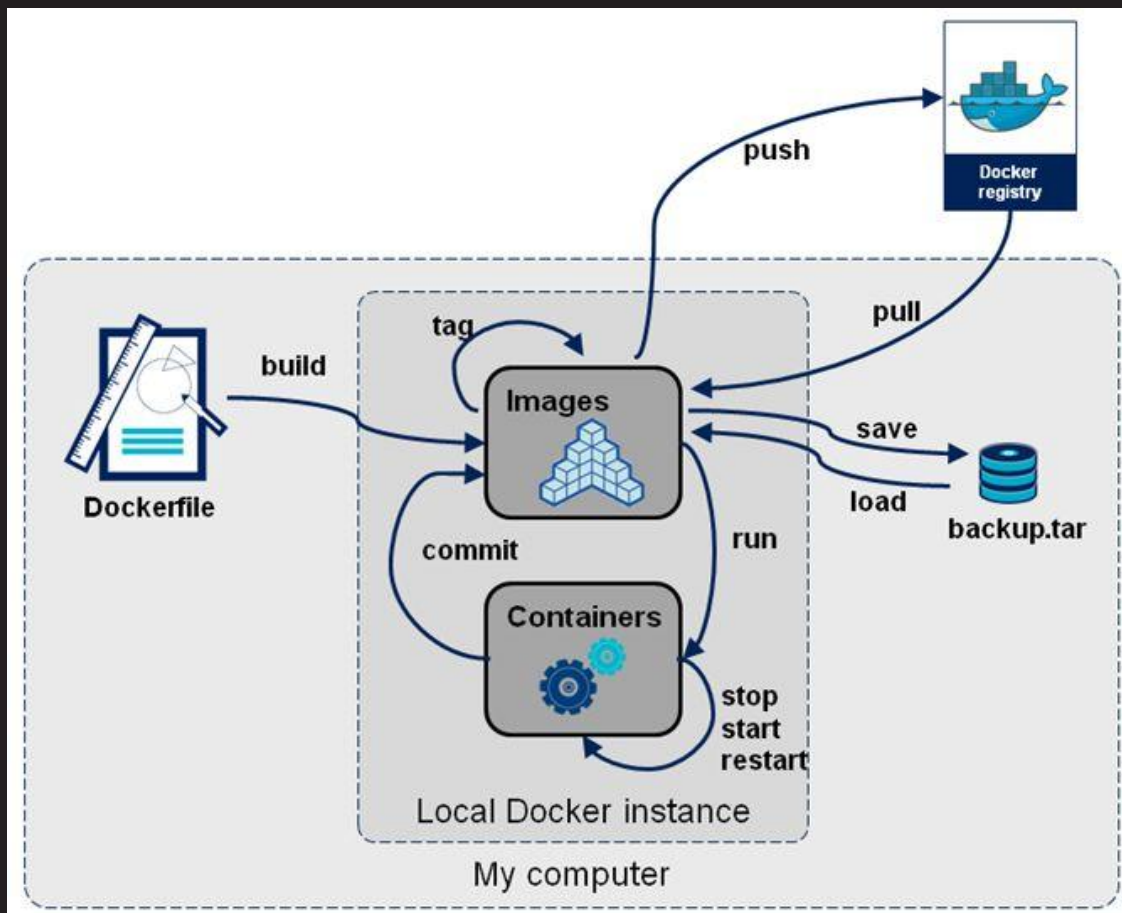 push
Docker
registry
pull
tag
build
Images
save
load
Dockerfile
backup.tar
commit
run
Containers
stop
start
restart
Local Docker instance
My computer